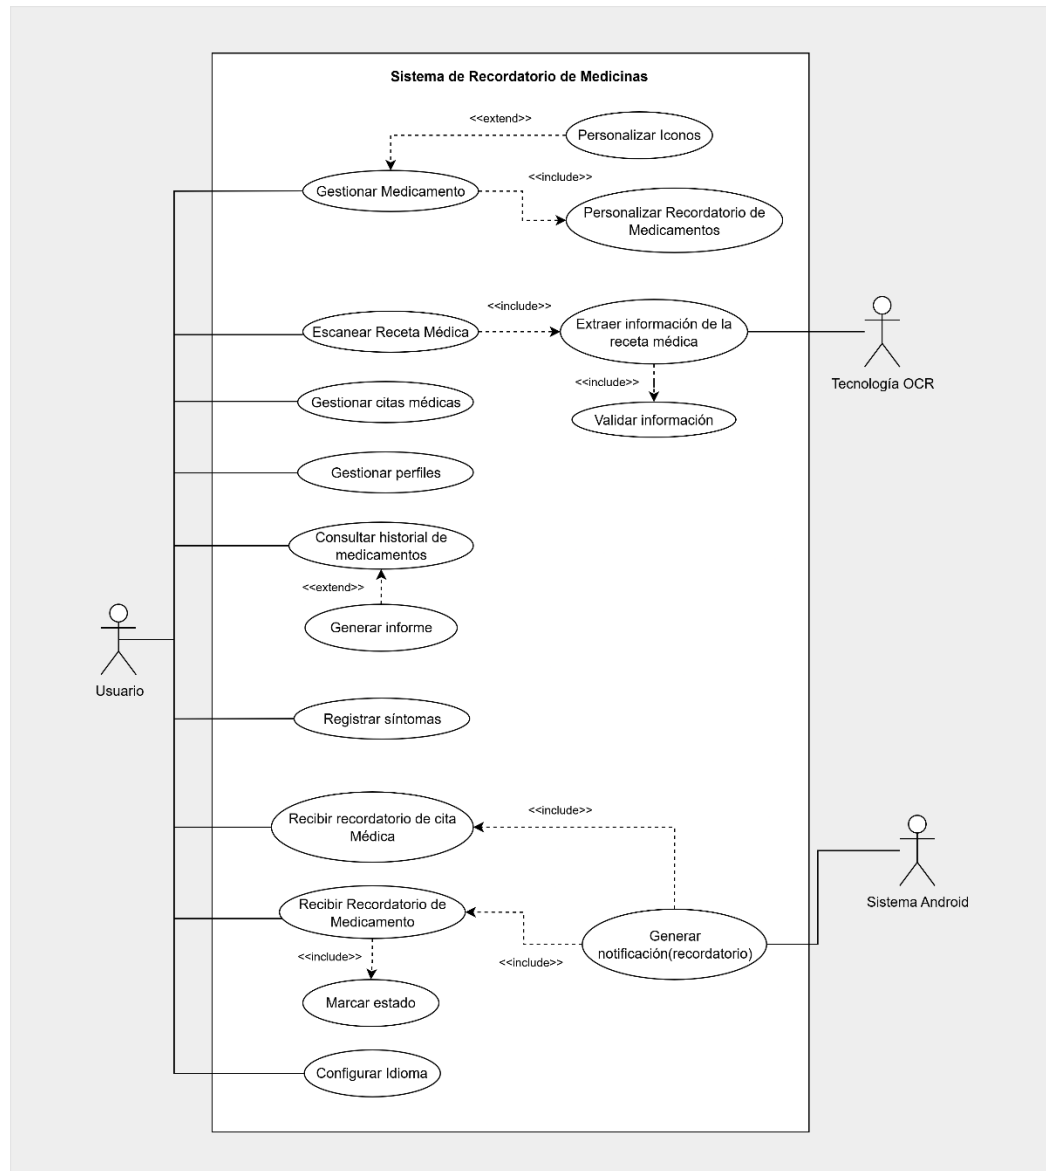 Sistema de Recordatorio de Medicinas
<<extend>>
Personalizar Iconos
Gestionar Medicamento
<<include>>
Personalizar Recordatorio de
Medicamentos
Escanear Receta Médica
<<include>>
Extraer información de la
receta médica
Tecnología OCR
<<include>>
Validar información
Gestionar citas médicas
Gestionar perfiles
Consultar historial de
medicamentos
<<extend>>
Generar informe
Usuario
Registrar síntomas
Recibir recordatorio de cita
Médica
<<include>>
Sistema Android
Recibir Recordatorio de
Medicamento
<<include>>
Generar
notificación(recordatorio)
<<include>>
Marcar estado
Configurar Idioma